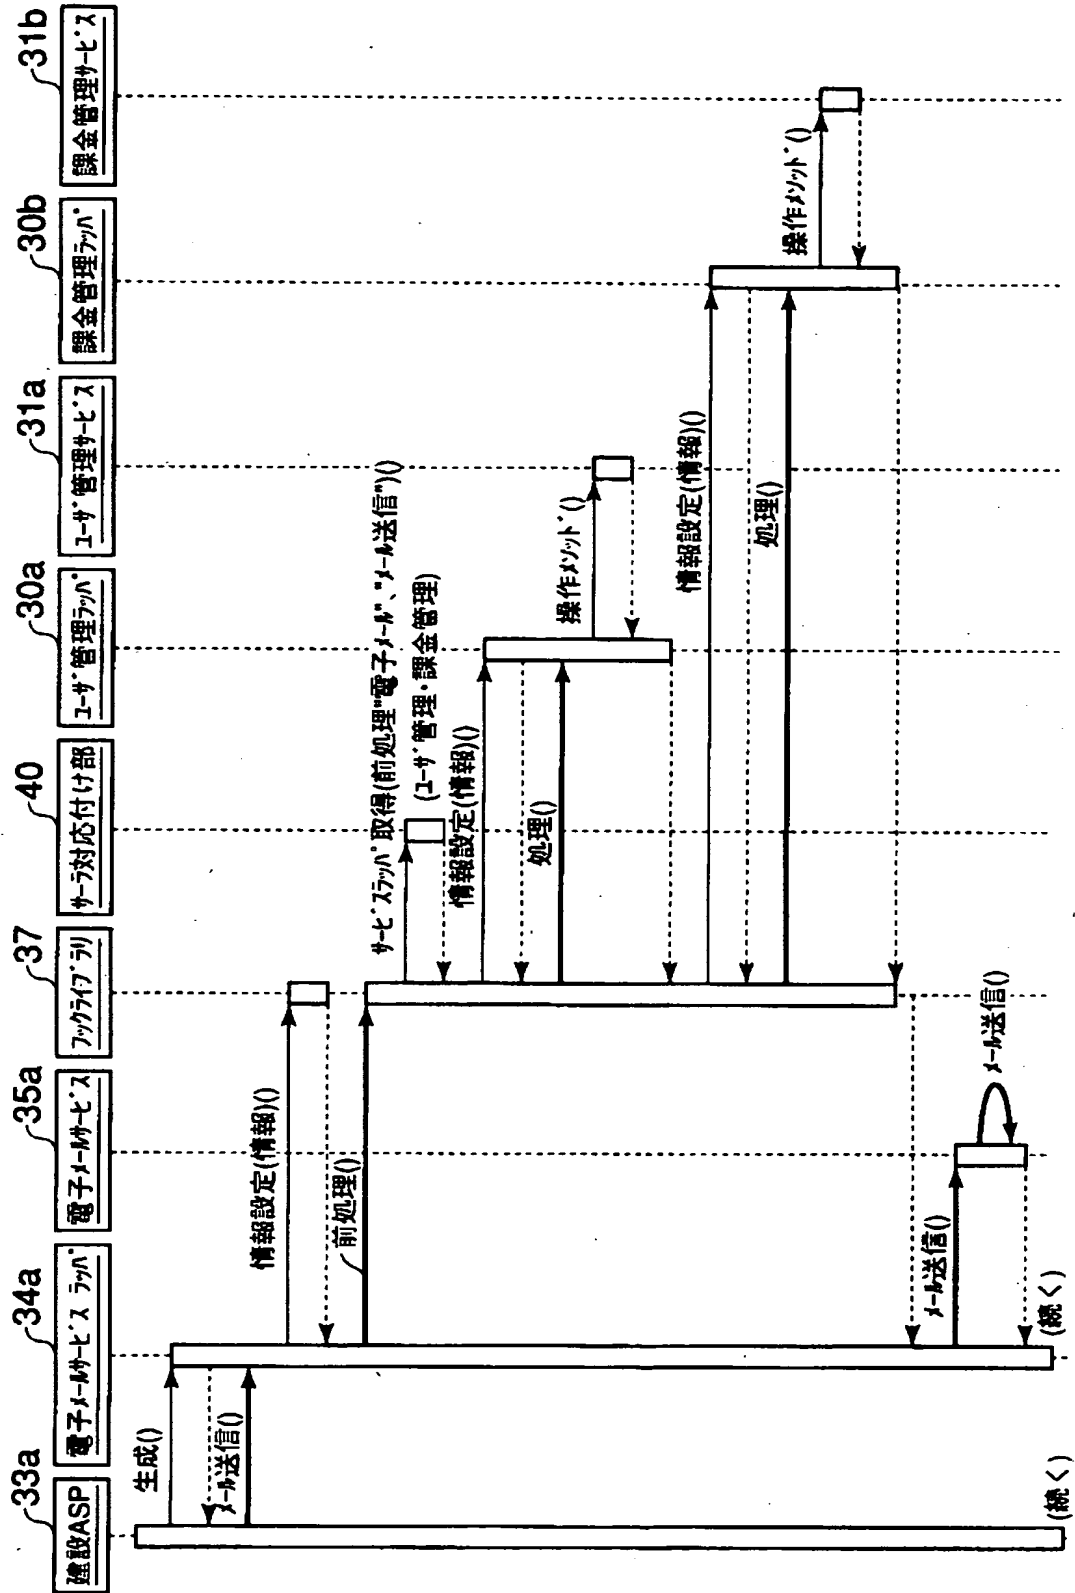 33a
建設ASP
34a
電子メールサービス ラッパ
35a
電子メールサービス
37
フックライブラリ
40
サーラ対応付け部
30a
ユーザ管理ラッパ
31a
ユーザ管理サービス
30b
課金管理ラッパ
31b
課金管理サービス
生成()
メール送信()
情報設定(情報)()
前処理()
サービスラッパ取得(前処理"電子メール"、"メール送信")()
(ユーザ管理・課金管理)
情報設定(情報)()
処理()
操作メソッド()
情報設定(情報)()
処理()
操作メソッド()
メール送信()
メール送信()
(続く)
(続く)